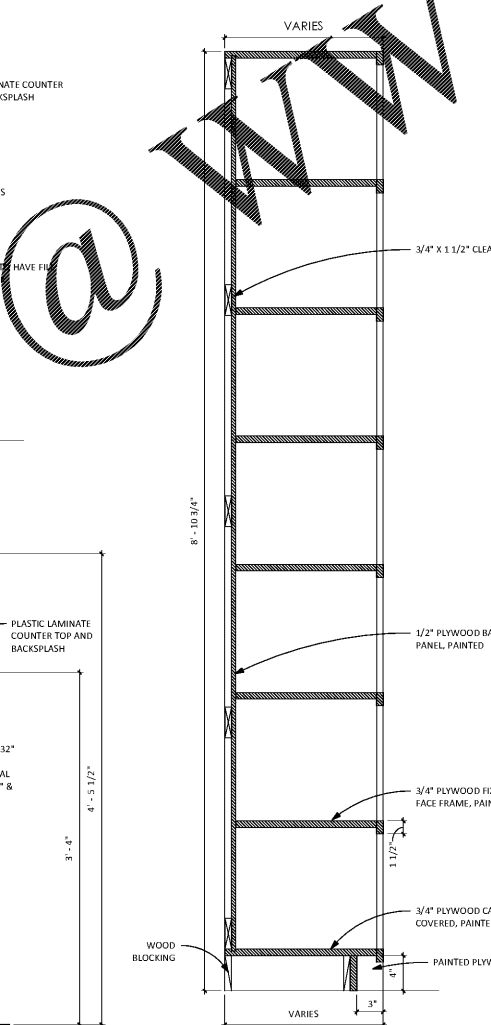 VARIES
NATE COUNTER
KSPLASH
S
HAVE FIL
3/4" X 1 1/2" CLEA
8' - 10 3/4"
PLASTIC LAMINATE
COUNTER TOP AND
BACKSPLASH
1/2" PLYWOOD BA
PANEL, PAINTED
32"
AL
" &
4' - 5 1/2"
3' - 4"
3/4" PLYWOOD FI
FACE FRAME, PAIN
1 1/2"
3/4" PLYWOOD CA
COVERED, PAINTE
WOOD
BLOCKING
PAINTED PLYW
4"
3"
VARIES
@ WW